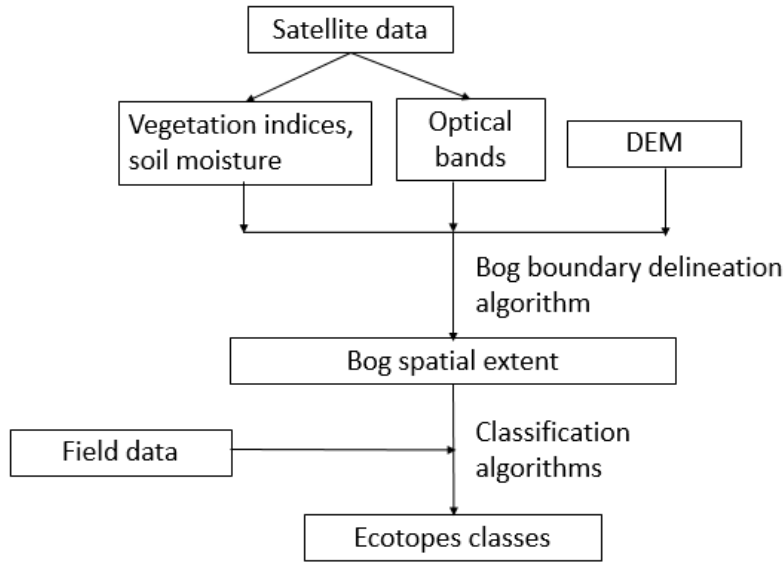 Satellite data
Vegetation indices,
soil moisture
Optical
bands
DEM
Bog boundary delineation
algorithm
Bog spatial extent
Field data
Classification
algorithms
Ecotopes classes